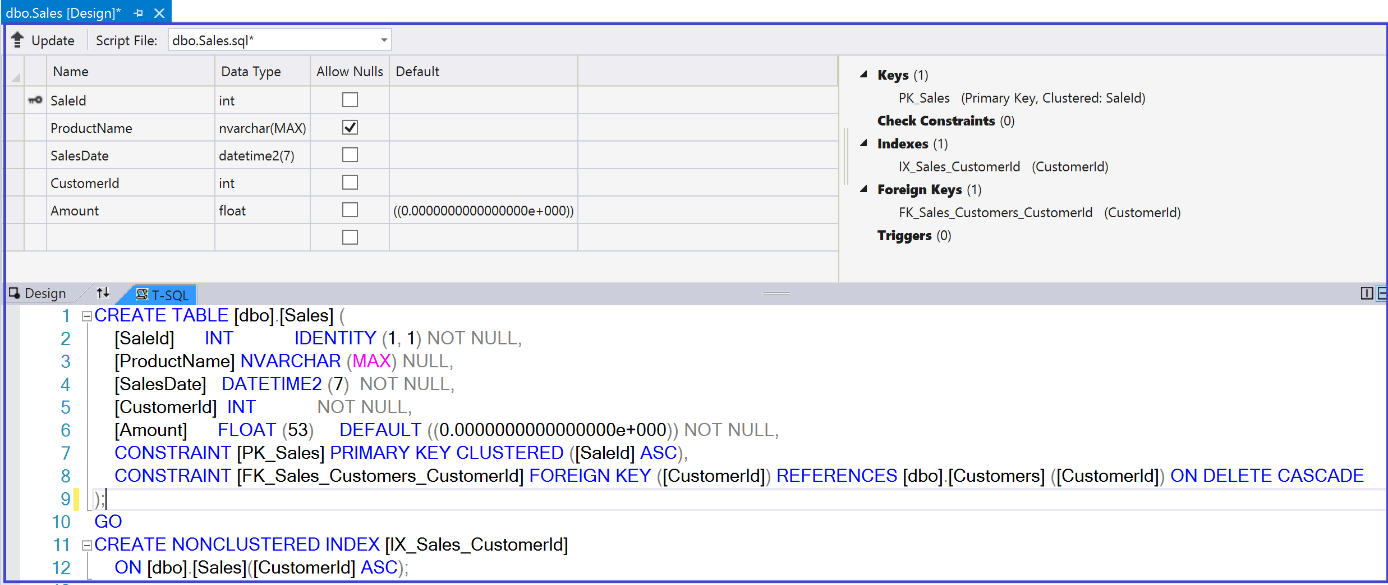 dbo.Sales [Design]*
Update Script File: dbo.Sales.sql*
Name Data Type Allow Nulls Default
SaleId int
ProductName nvarchar(MAX)
SalesDate datetime2(7)
CustomerId int
Amount float ((0.0000000000000000e+000))
Keys (1)
PK_Sales (Primary Key, Clustered: SaleId)
Check Constraints (0)
Indexes (1)
IX_Sales_CustomerId (CustomerId)
Foreign Keys (1)
FK_Sales_Customers_CustomerId (CustomerId)
Triggers (0)
Design T-SQL
1 CREATE TABLE [dbo].[Sales] (
2 [SaleId] INT IDENTITY (1, 1) NOT NULL,
3 [ProductName] NVARCHAR (MAX) NULL,
4 [SalesDate] DATETIME2 (7) NOT NULL,
5 [CustomerId] INT NOT NULL,
6 [Amount] FLOAT (53) DEFAULT ((0.0000000000000000e+000)) NOT NULL,
7 CONSTRAINT [PK_Sales] PRIMARY KEY CLUSTERED ([SaleId] ASC),
8 CONSTRAINT [FK_Sales_Customers_CustomerId] FOREIGN KEY ([CustomerId]) REFERENCES [dbo].[Customers] ([CustomerId]) ON DELETE CASCADE
9 );
10 GO
11 CREATE NONCLUSTERED INDEX [IX_Sales_CustomerId]
12 ON [dbo].[Sales]([CustomerId] ASC);